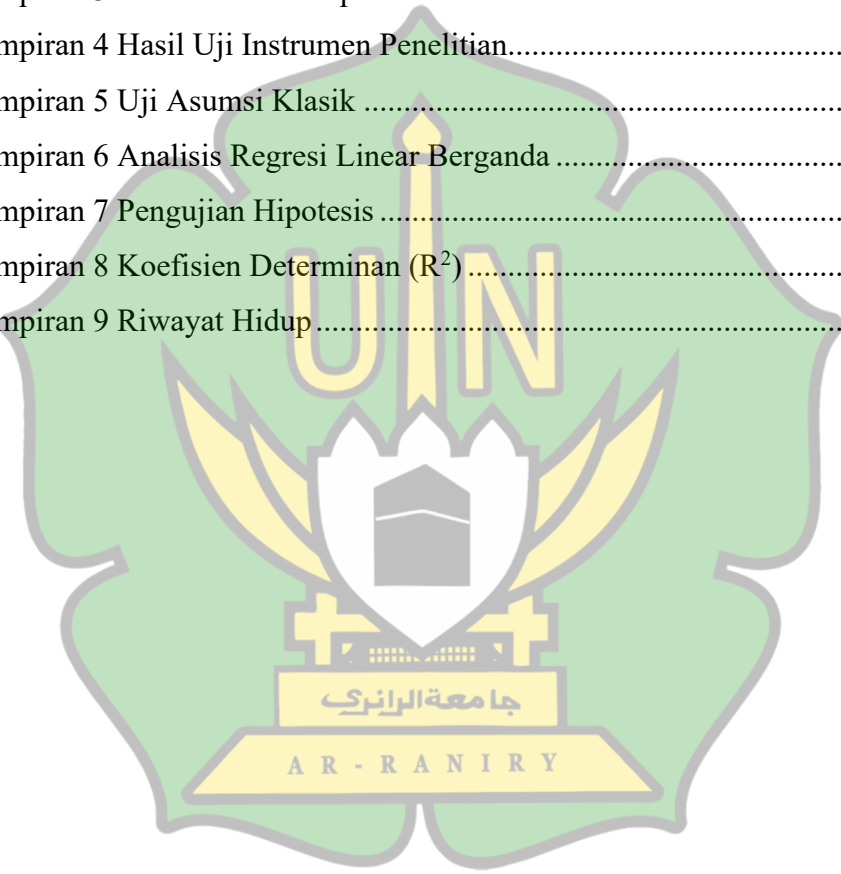 mpiran 4 Hasil Uji Instrumen Penelitian......................................
mpiran 5 Uji Asumsi Klasik .......................................................
mpiran 6 Analisis Regresi Linear Berganda .................................
mpiran 7 Pengujian Hipotesis .....................................................
mpiran 8 Koefisien Determinan (R²) ...........................................
mpiran 9 Riwayat Hidup ............................................................
UIN
جامعة الرانري
AR-RANIRY